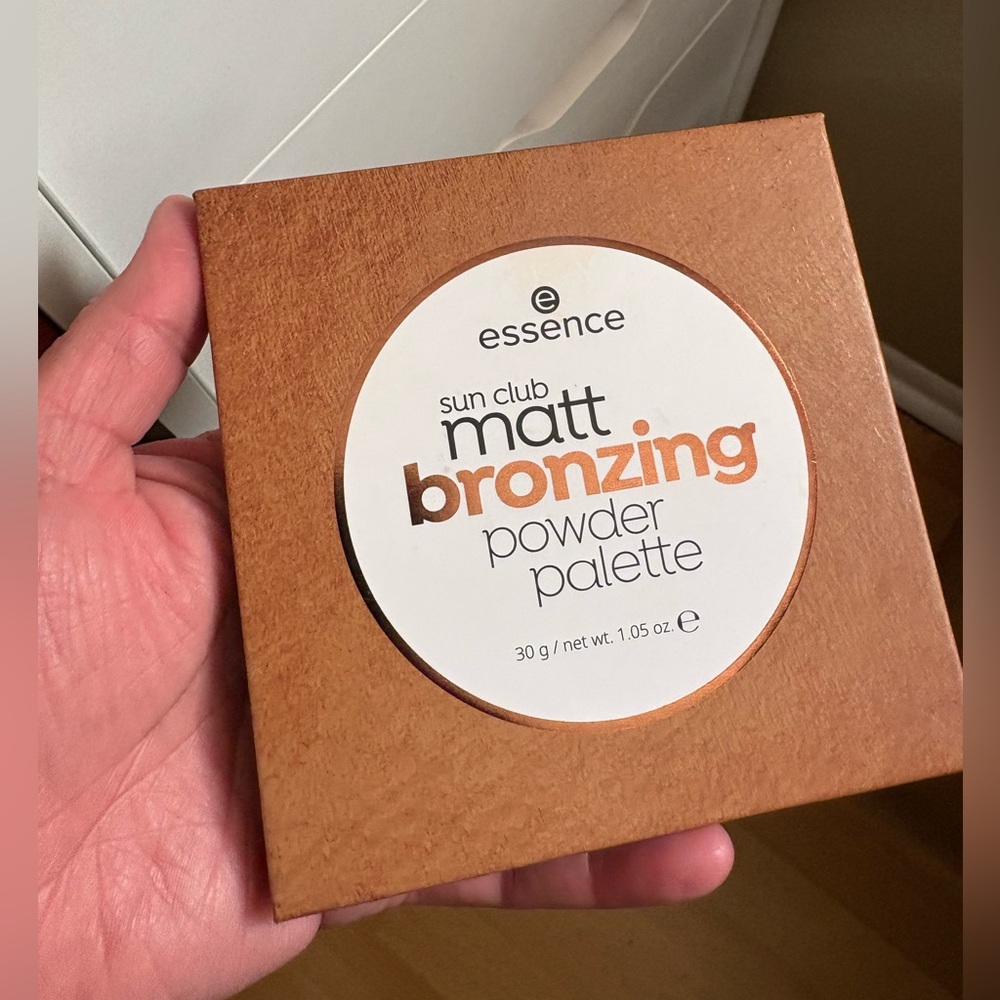 e
essence
sun club
matt
bronzing
powder
palette
30 g / net wt. 1.05 oz. ℮